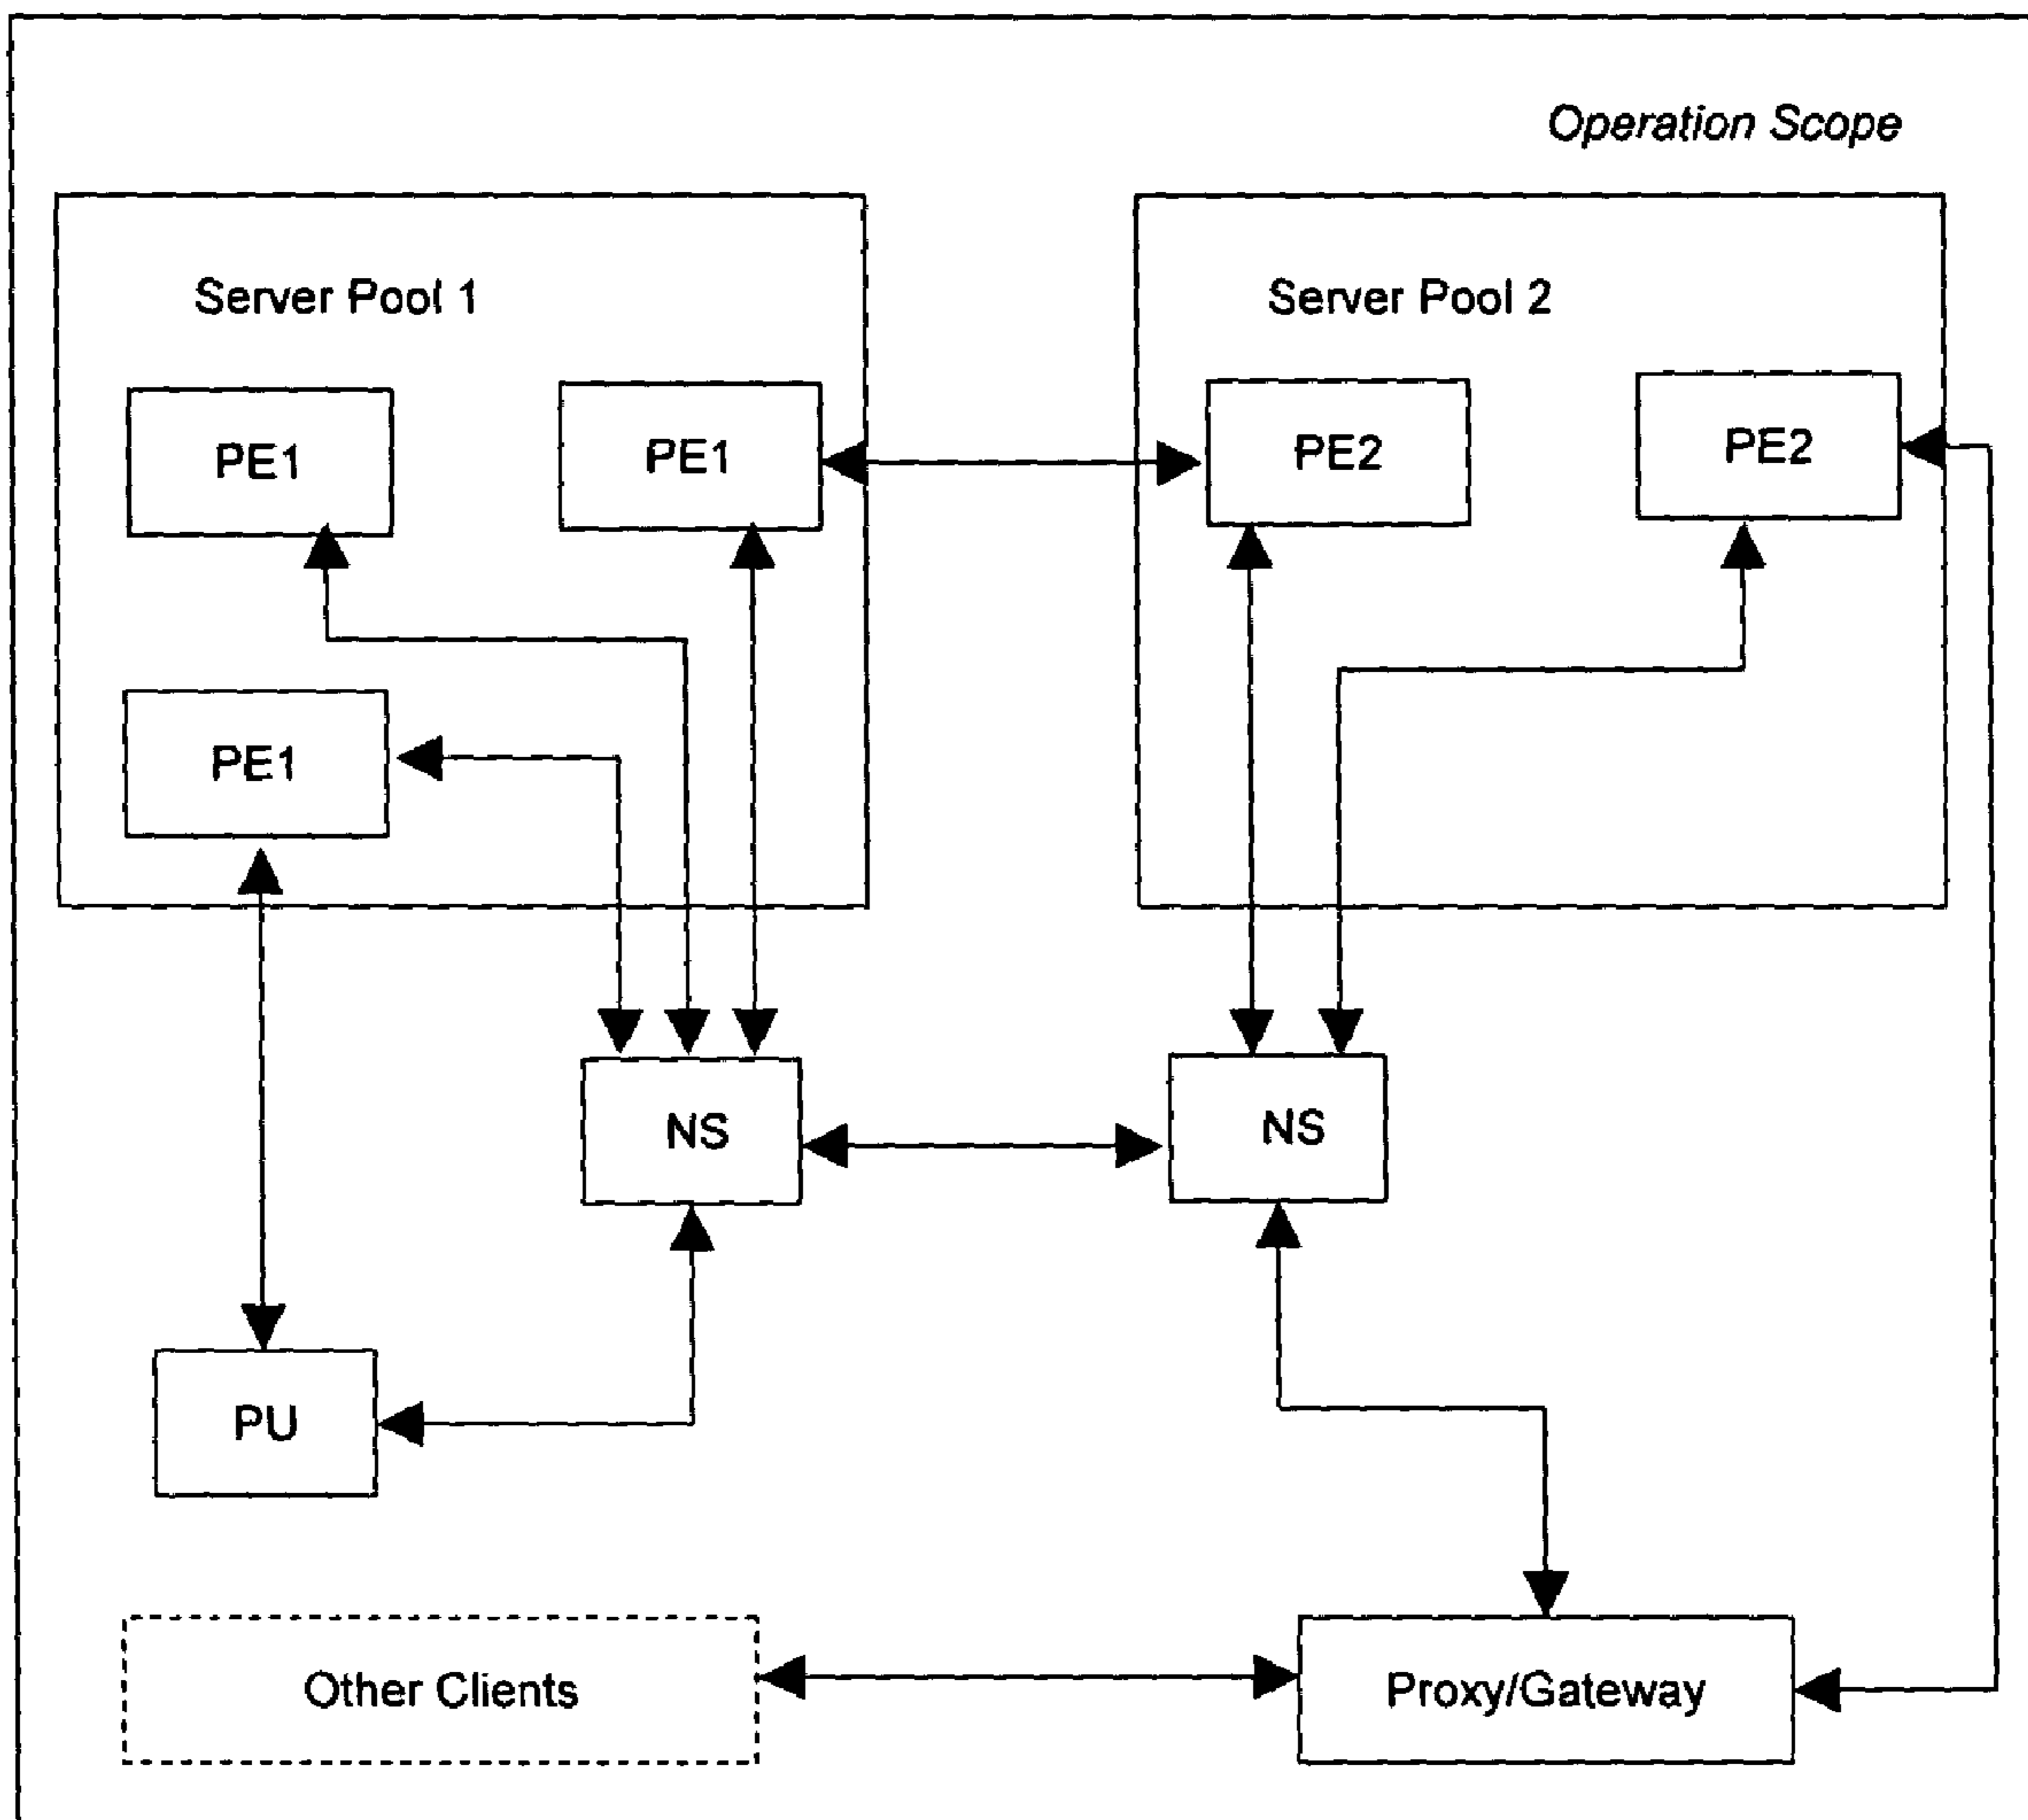 Operation Scope
Server Pool 1
Server Pool 2
PE1
PE1
PE2
PE2
PE1
NS
NS
PU
Other Clients
Proxy/Gateway